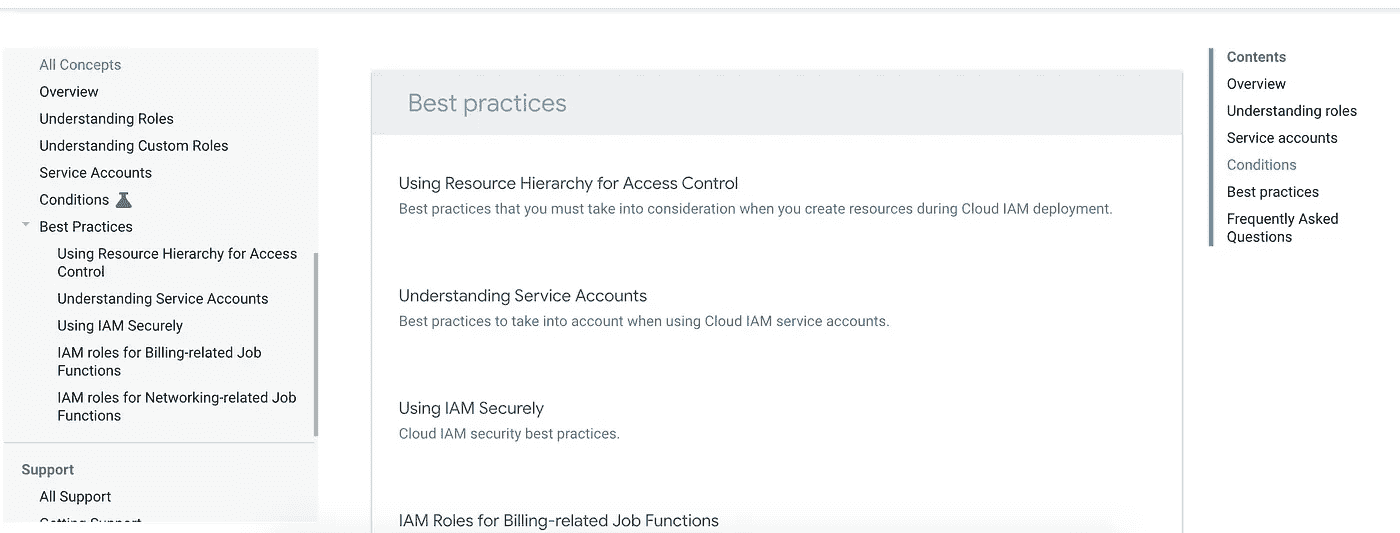 All Concepts
Overview
Understanding Roles
Understanding Custom Roles
Service Accounts
Conditions
Best Practices
Using Resource Hierarchy for Access
Control
Understanding Service Accounts
Using IAM Securely
IAM roles for Billing-related Job
Functions
IAM roles for Networking-related Job
Functions
Support
All Support
Getting Support
Best practices
Using Resource Hierarchy for Access Control
Best practices that you must take into consideration when you create resources during Cloud IAM deployment.
Understanding Service Accounts
Best practices to take into account when using Cloud IAM service accounts.
Using IAM Securely
Cloud IAM security best practices.
IAM Roles for Billing-related Job Functions
Contents
Overview
Understanding roles
Service accounts
Conditions
Best practices
Frequently Asked
Questions